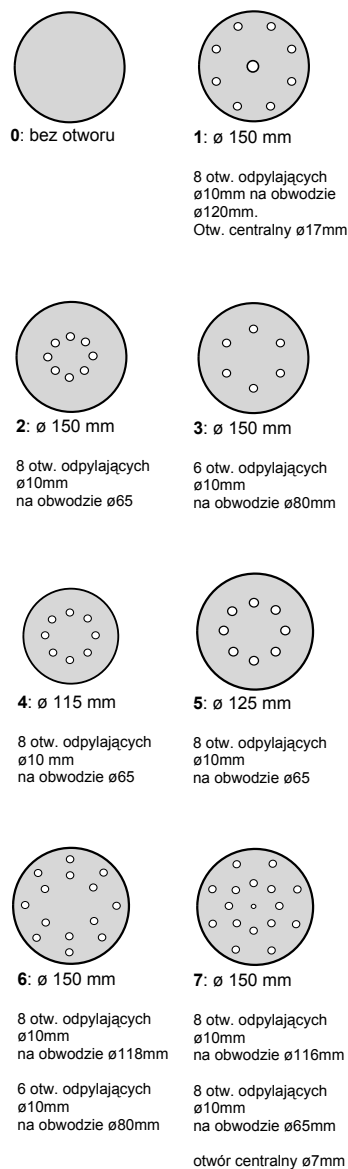 0: bez otworu
1: ø 150 mm
8 otw. odpylających
ø10mm na obwodzie
ø120mm.
Otw. centralny ø17mm
2: ø 150 mm
8 otw. odpylających
ø10mm
na obwodzie ø65
3: ø 150 mm
6 otw. odpylających
ø10mm
na obwodzie ø80mm
4: ø 115 mm
8 otw. odpylających
ø10 mm
na obwodzie ø65
5: ø 125 mm
8 otw. odpylających
ø10mm
na obwodzie ø65
6: ø 150 mm
8 otw. odpylających
ø10mm
na obwodzie ø118mm
6 otw. odpylających
ø10mm
na obwodzie ø80mm
7: ø 150 mm
8 otw. odpylających
ø10mm
na obwodzie ø116mm
8 otw. odpylających
ø10mm
na obwodzie ø65mm
otwór centralny ø7mm